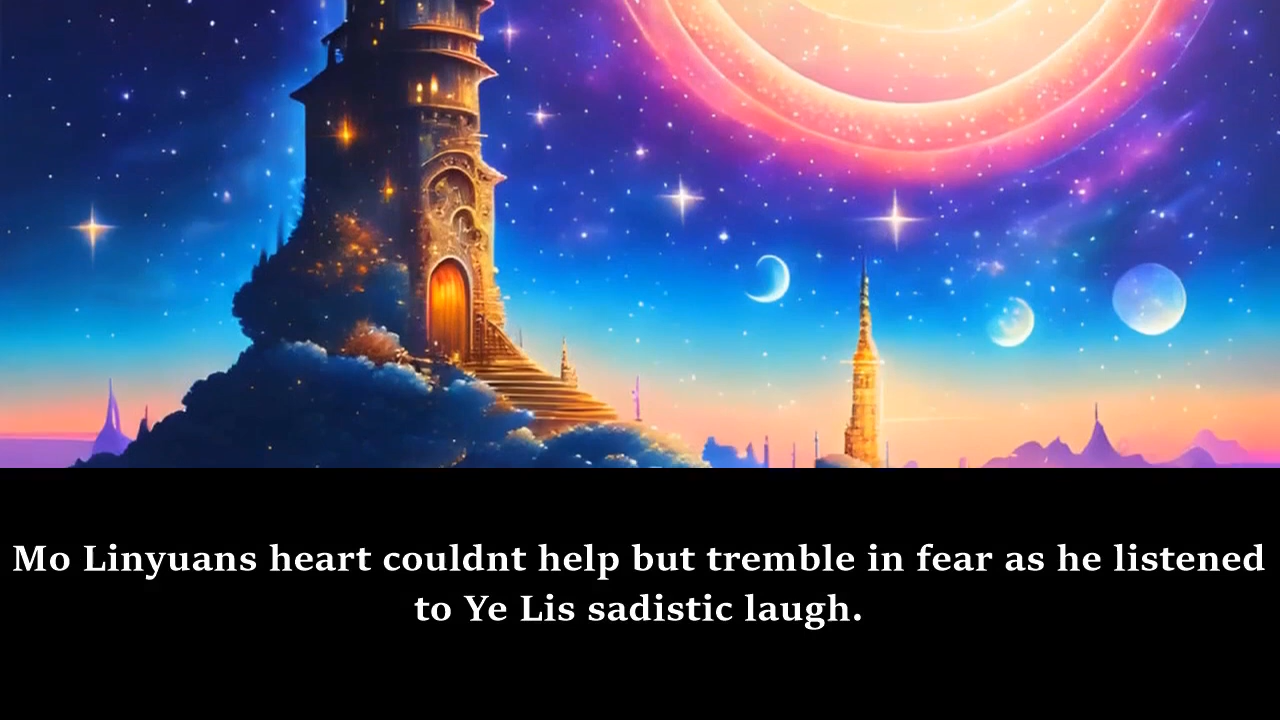 Mo Linyuans heart couldnt help but tremble in fear as he listened
to Ye Lis sadistic laugh.